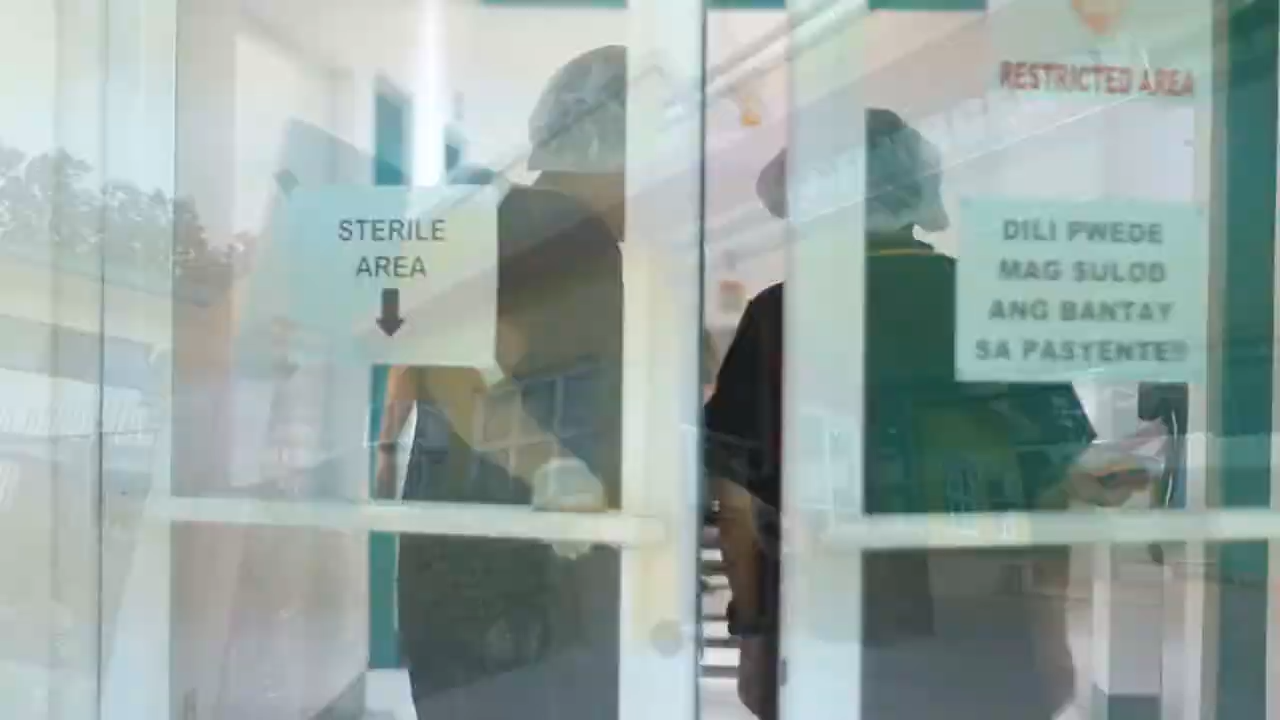 STERILE
AREA
RESTRICTED AREA
DILI PWEDE
MAG SULOD
ANG BANTAY
SA PASYENTE!!